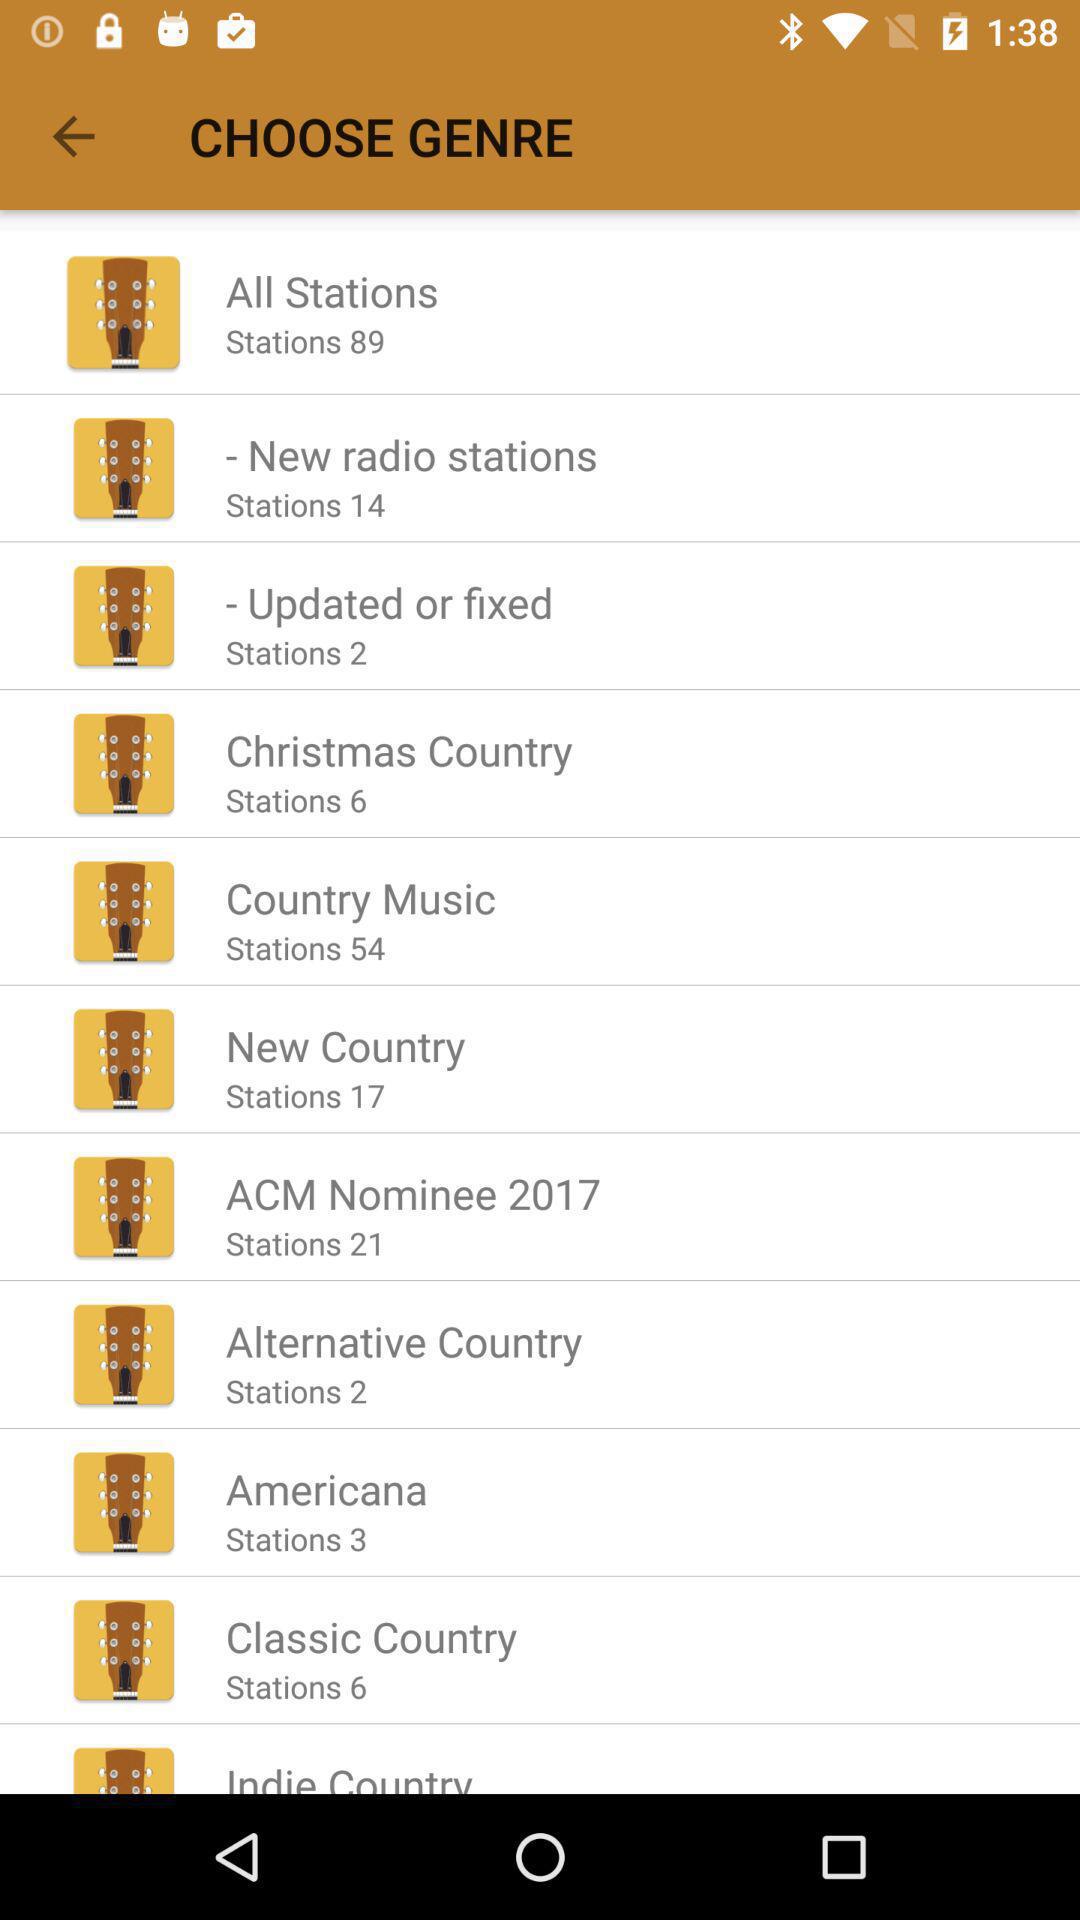 1:38
CHOOSE GENRE
All Stations
Stations 89
- New radio stations
Stations 14
- Updated or fixed
Stations 2
Christmas Country
Stations 6
Country Music
Stations 54
New Country
Stations 17
ACM Nominee 2017
Stations 21
Alternative Country
Stations 2
Americana
Stations 3
Classic Country
Stations 6
Indie Country